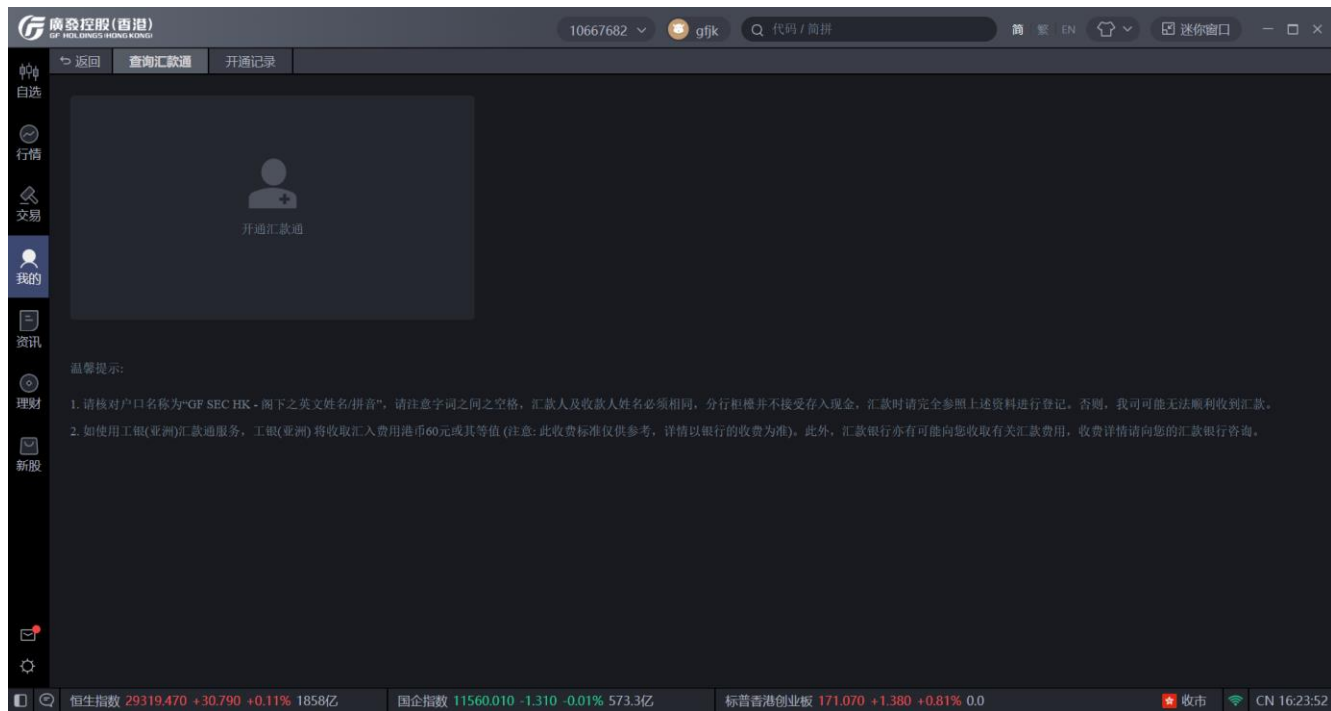 廣發控股(香港)
GF HOLDINGS (HONG KONG)
10667682
gfjk
代码 / 简拼
简 繁 EN
迷你窗口
返回
查询汇款通
开通记录
自选
行情
交易
我的
资讯
理财
新股
开通汇款通
温馨提示:
1. 请核对户口名称为“GF SEC HK - 阁下之英文姓名/拼音”，请注意字词之间之空格，汇款人及收款人姓名必须相同，分行柜檯并不接受存入现金，汇款时请完全参照上述资料进行登记。否则，我司可能无法顺利收到汇款。
2. 如使用工银(亚洲)汇款通服务，工银(亚洲) 将收取汇入费用港币60元或其等值 (注意: 此收费标准仅供参考，详情以银行的收费为准)。此外，汇款银行亦有可能向您收取有关汇款费用，收费详情请向您的汇款银行咨询。
恒生指数 29319.470 +30.790 +0.11% 1858亿
国企指数 11560.010 -1.310 -0.01% 573.3亿
标普香港创业板 171.070 +1.380 +0.81% 0.0
收市
CN 16:23:52